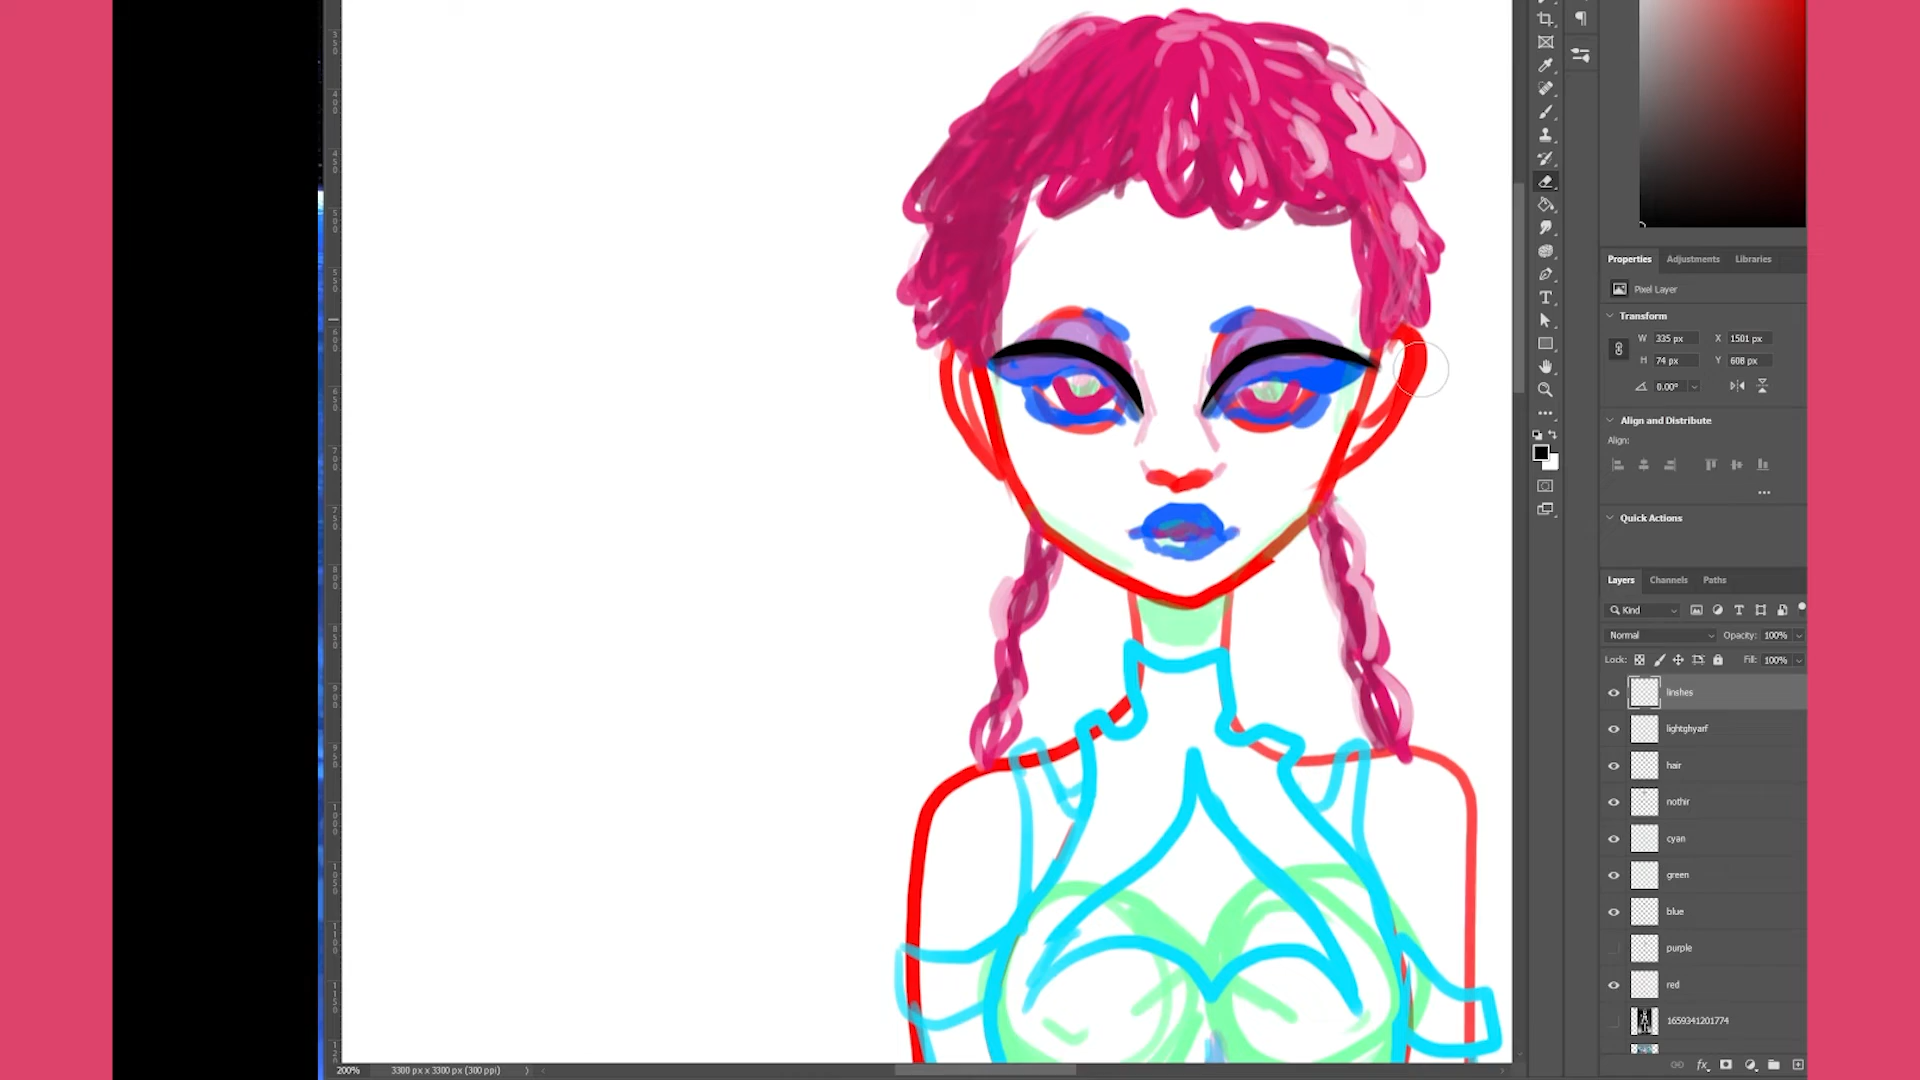 Properties Adjustments Libraries
Pixel Layer
Transform
W 335 px X 1501 px
H 74 px Y 608 px
0.00°
Align and Distribute
Align:
Quick Actions
Layers Channels Paths
Kind
Normal Opacity: 100%
Lock: Fill: 100%
linshes
lightghyarf
hair
nothir
cyan
green
blue
purple
red
1659341201774
200% 3300 px x 3300 px (300 ppi)